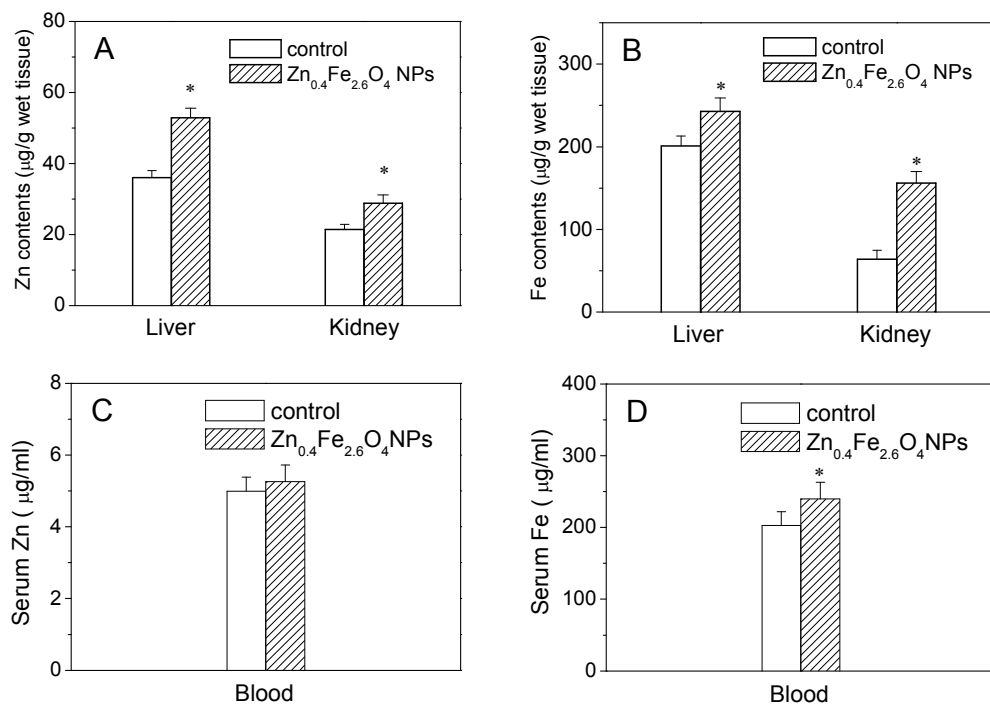 A
control
Zn0.4Fe2.6O4 NPs
Zn contents (µg/g wet tissue)
80
60
40
20
0
*
*
Liver
Kidney
B
control
Zn0.4Fe2.6O4 NPs
Fe contents (µg/g wet tissue)
300
200
100
0
*
*
Liver
Kidney
C
control
Zn0.4Fe2.6O4NPs
Serum Zn ( µg/ml)
8
6
4
2
0
Blood
D
control
Zn0.4Fe2.6O4NPs
Serum Fe ( µg/ml)
400
300
200
100
0
*
Blood